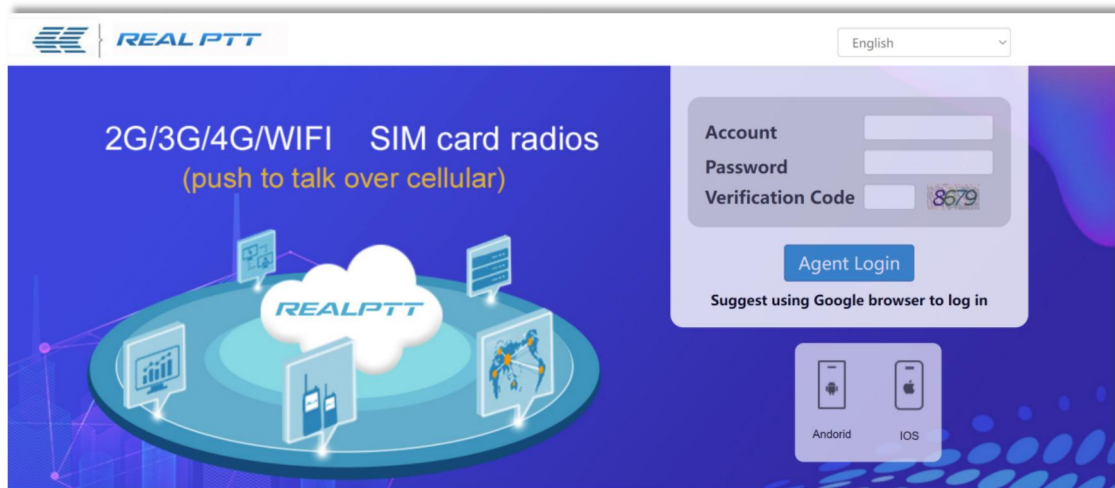 REAL PTT
English
2G/3G/4G/WIFI SIM card radios
(push to talk over cellular)
REALPTT
Account
Password
Verification Code 8679
Agent Login
Suggest using Google browser to log in
Andorid IOS